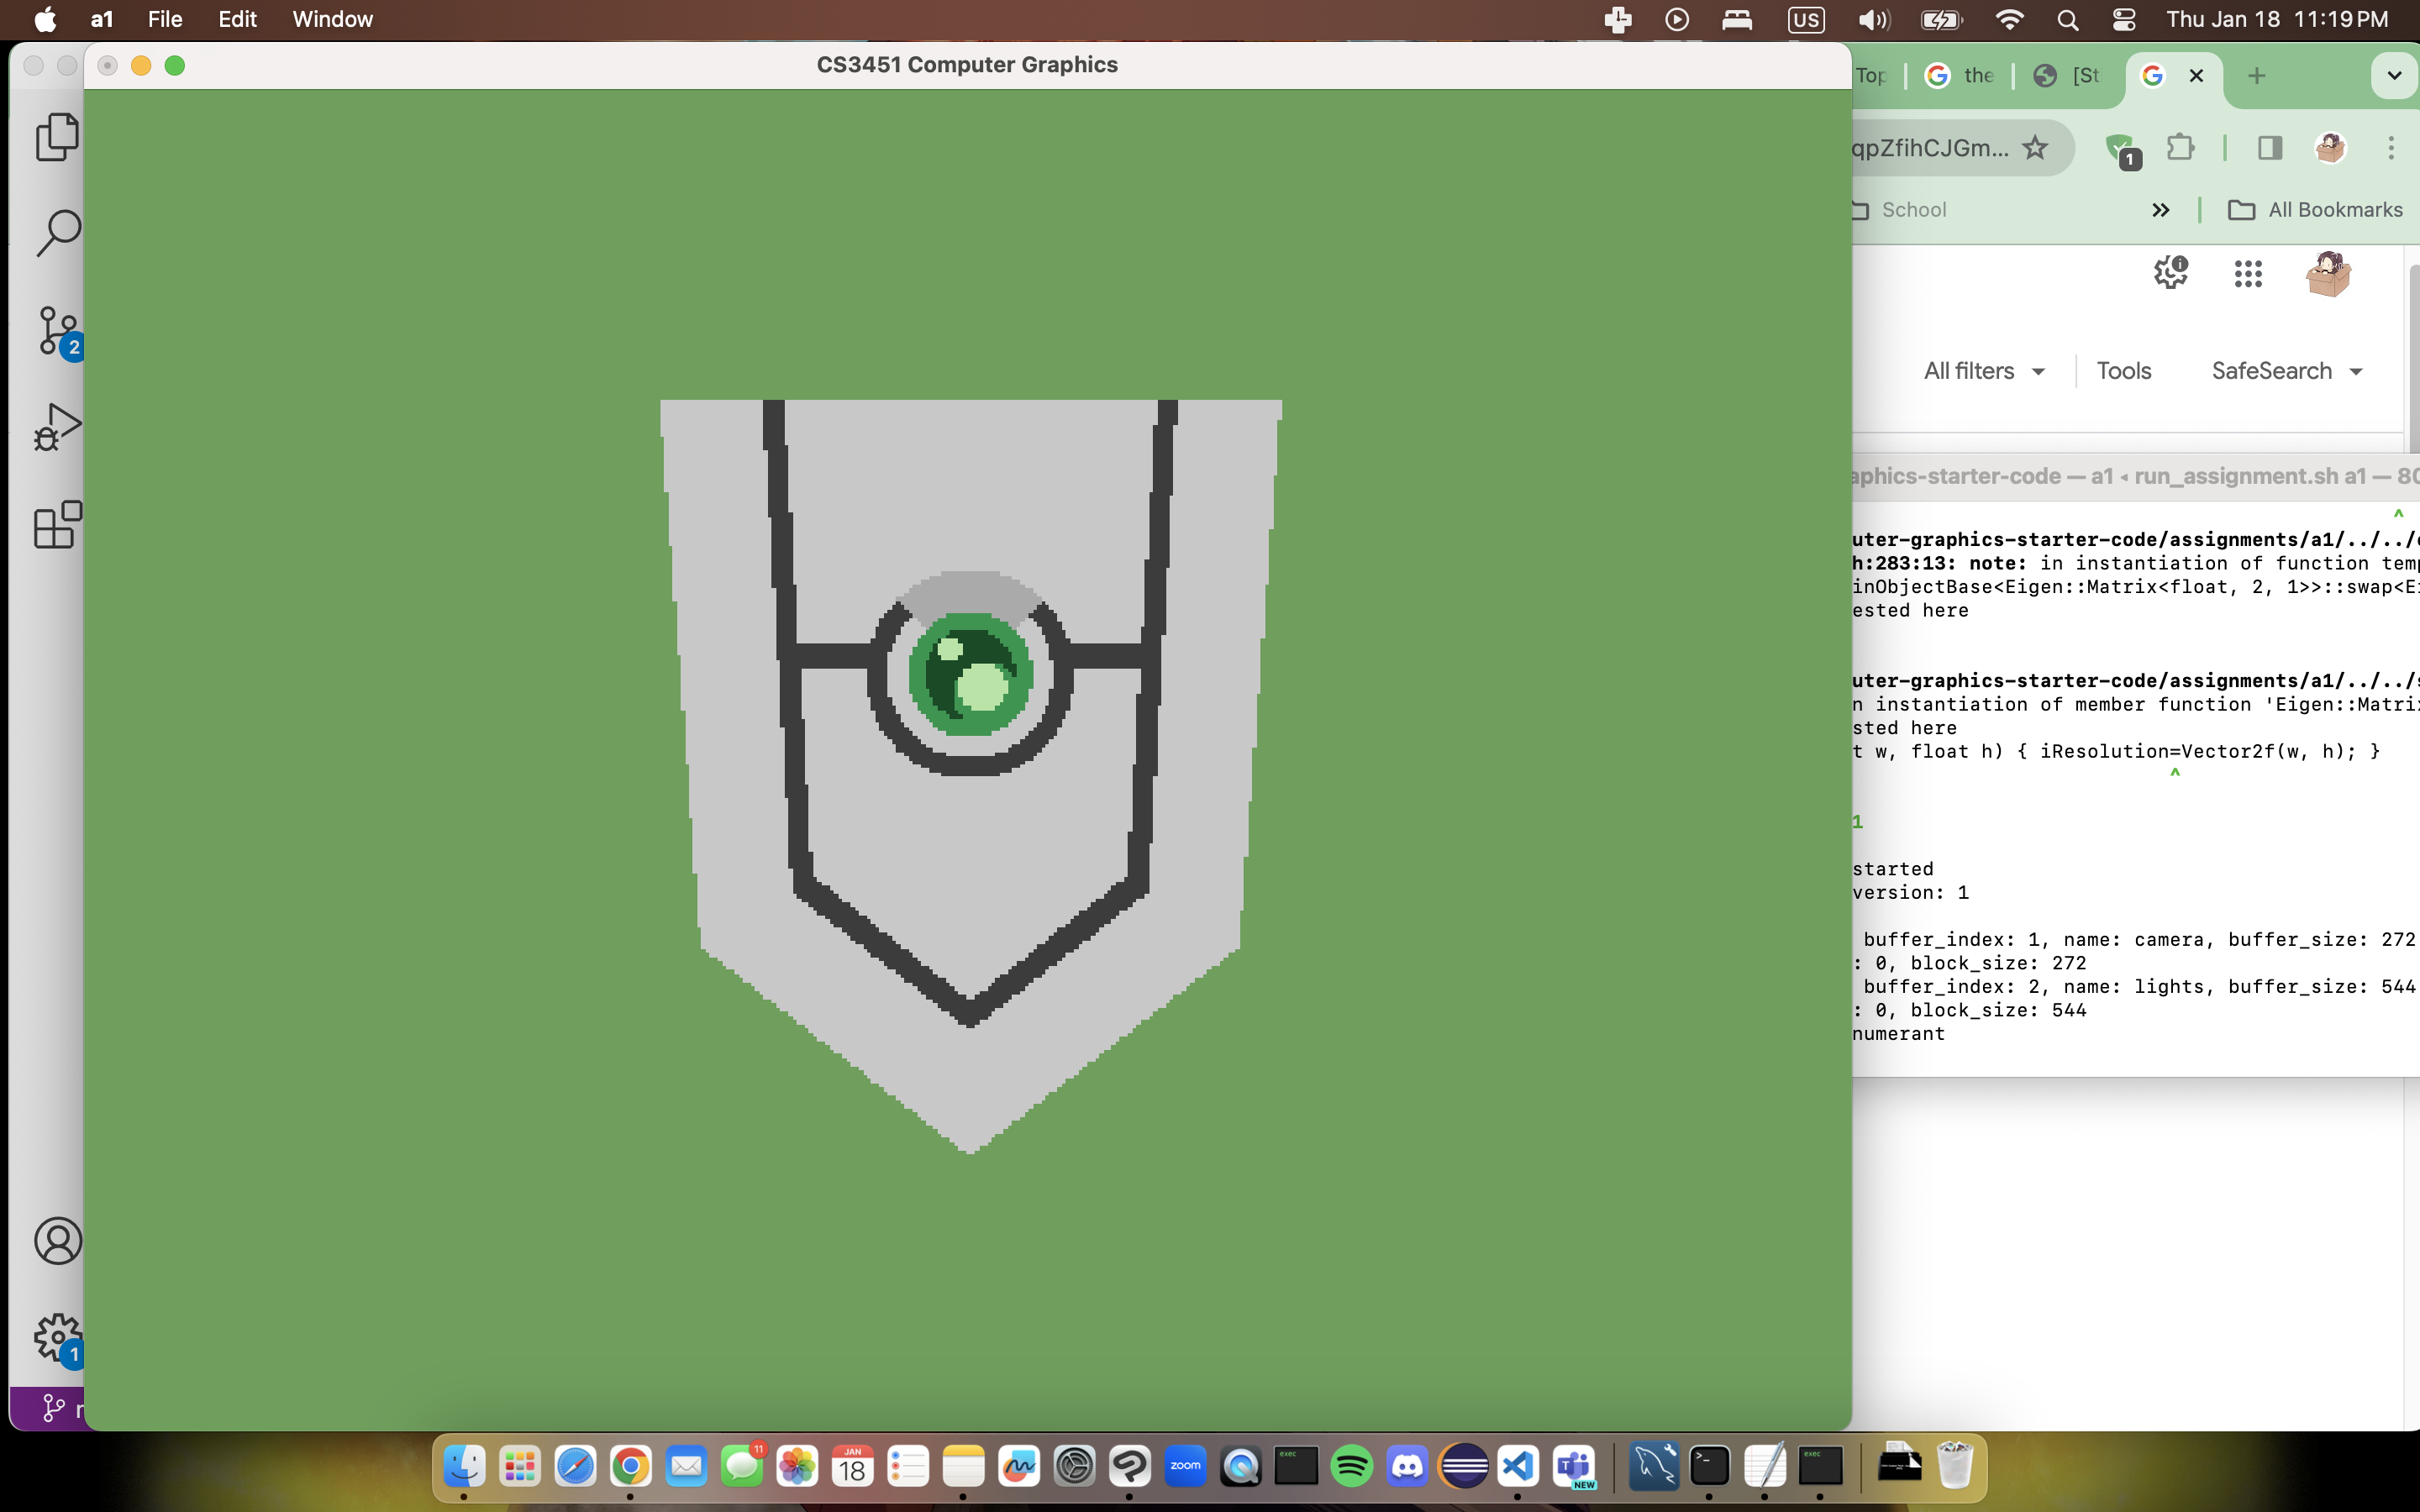 a1 File Edit Window US Thu Jan 18 11:19 PM
CS3451 Computer Graphics
Top the [St
qpZfihCJGm... 1
School All Bookmarks
All filters Tools SafeSearch
2
aphics-starter-code — a1 ◂ run_assignment.sh a1 — 80
^
uter-graphics-starter-code/assignments/a1/../../
h:283:13: note: in instantiation of function temp
inObjectBase<Eigen::Matrix<float, 2, 1>>::swap<Ei
ested here
uter-graphics-starter-code/assignments/a1/../../
n instantiation of member function 'Eigen::Matrix
sted here
t w, float h) { iResolution=Vector2f(w, h); }
^
1
started
version: 1
buffer_index: 1, name: camera, buffer_size: 272
: 0, block_size: 272
buffer_index: 2, name: lights, buffer_size: 544
: 0, block_size: 544
numerant
1
11 JAN 18 zoom exec NEW exec